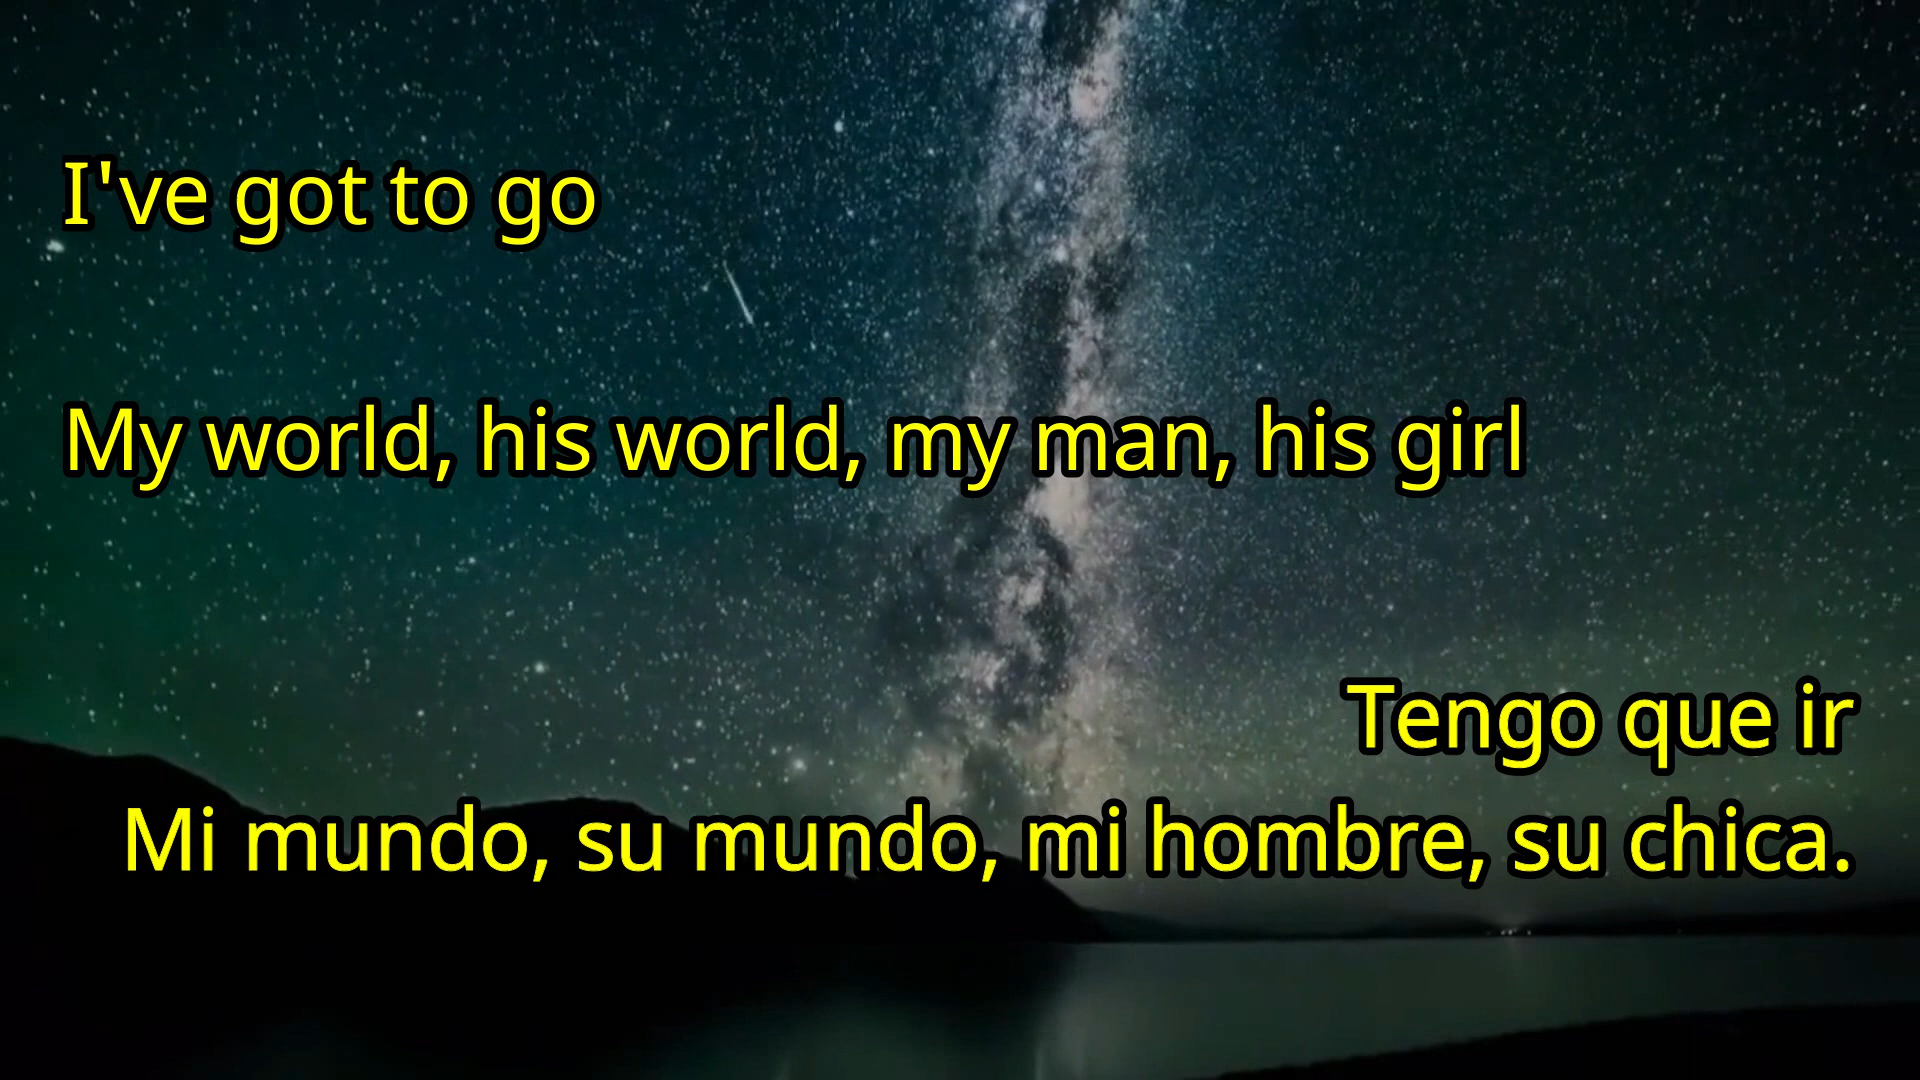 I've got to go
My world, his world, my man, his girl
Tengo que ir
Mi mundo, su mundo, mi hombre, su chica.